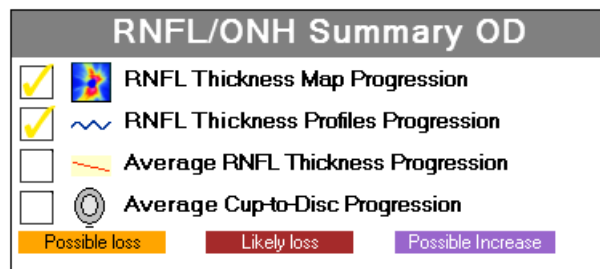 RNFL/ONH Summary OD
RNFL Thickness Map Progression
RNFL Thickness Profiles Progression
Average RNFL Thickness Progression
Average Cup-to-Disc Progression
Possible loss Likely loss Possible Increase